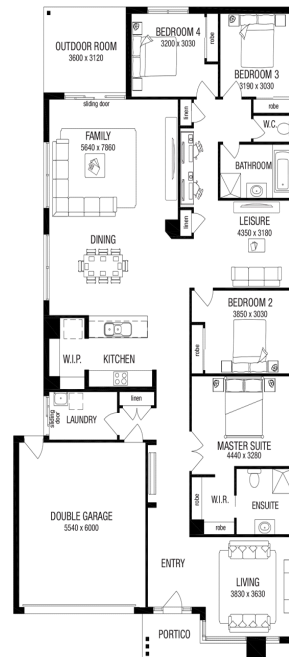 OUTDOOR ROOM
3600 x 3120
BEDROOM 4
3200 x 3030
robe
BEDROOM 3
3190 x 3030
robe
sliding door
linen
W.C.
FAMILY
5640 x 7860
BATHROOM
linen
LEISURE
4350 x 3180
DINING
BEDROOM 2
3850 x 3030
robe
W.I.P.
KITCHEN
linen
sliding
door
LAUNDRY
MASTER SUITE
4440 x 3280
robe
W.I.R.
ENSUITE
robe
DOUBLE GARAGE
5540 x 6000
ENTRY
LIVING
3830 x 3630
PORTICO